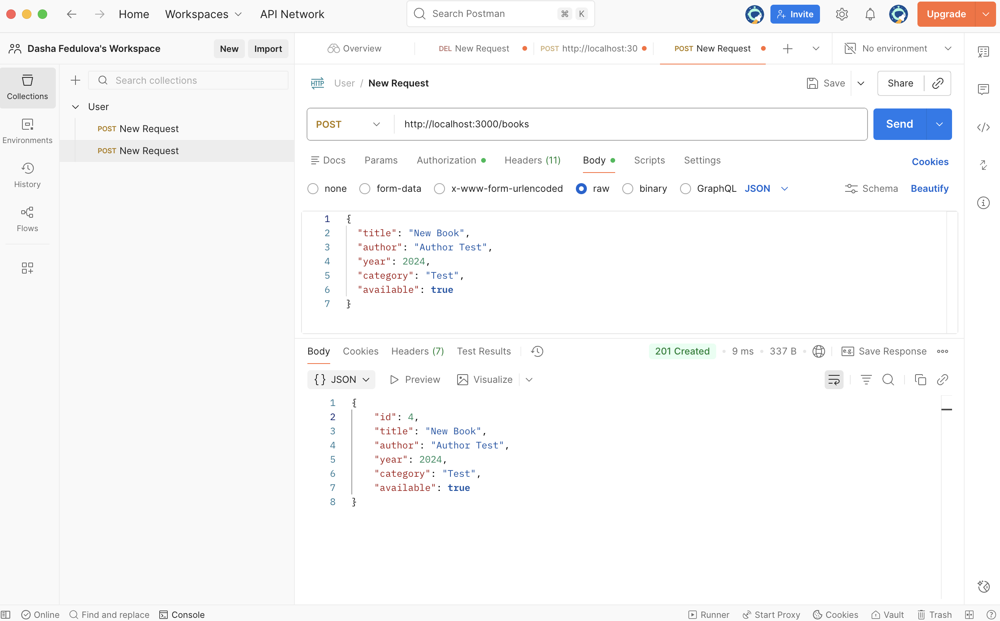 Home Workspaces API Network Search Postman ⌘ K Invite Upgrade
Dasha Fedulova's Workspace New Import Overview DEL New Request POST http://localhost:30 POST New Request No environment
Collections
Environments
History
Flows
Search collections
User
POST New Request
POST New Request
HTTP User / New Request Save Share
POST http://localhost:3000/books Send
Docs Params Authorization Headers (11) Body Scripts Settings Cookies
none form-data x-www-form-urlencoded raw binary GraphQL JSON Schema Beautify
1 {
2 "title": "New Book",
3 "author": "Author Test",
4 "year": 2024,
5 "category": "Test",
6 "available": true
7 }
Body Cookies Headers (7) Test Results 201 Created • 9 ms • 337 B • e.g. Save Response
{} JSON Preview Visualize
1 {
2 "id": 4,
3 "title": "New Book",
4 "author": "Author Test",
5 "year": 2024,
6 "category": "Test",
7 "available": true
8 }
Online Find and replace Console Runner Start Proxy Cookies Vault Trash